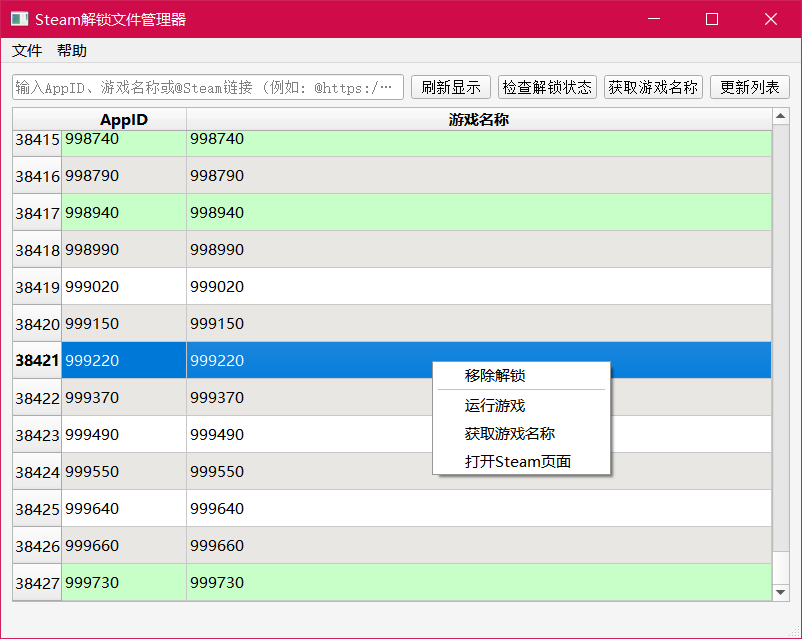 Steam解锁文件管理器
文件 帮助
输入AppID、游戏名称或@Steam链接（例如：@https:/… 刷新显示 检查解锁状态 获取游戏名称 更新列表
AppID 游戏名称
38415 998740 998740
38416 998790 998790
38417 998940 998940
38418 998990 998990
38419 999020 999020
38420 999150 999150
38421 999220 999220
移除解锁
38422 999370 999370
运行游戏
38423 999490 999490
获取游戏名称
38424 999550 999550
打开Steam页面
38425 999640 999640
38426 999660 999660
38427 999730 999730